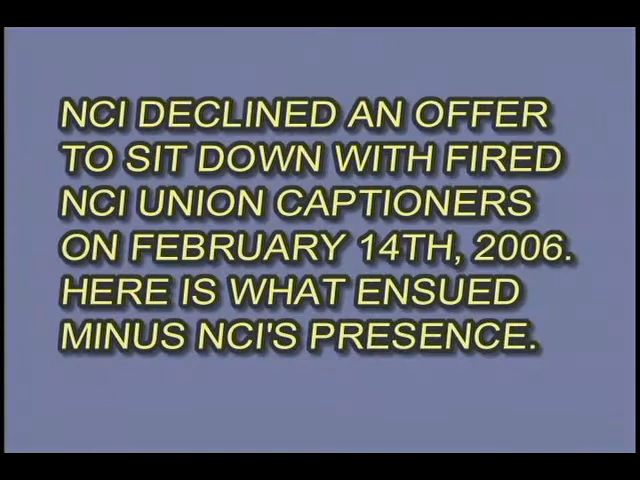 NCI DECLINED AN OFFER
TO SIT DOWN WITH FIRED
NCI UNION CAPTIONERS
ON FEBRUARY 14TH, 2006.
HERE IS WHAT ENSUED
MINUS NCI'S PRESENCE.